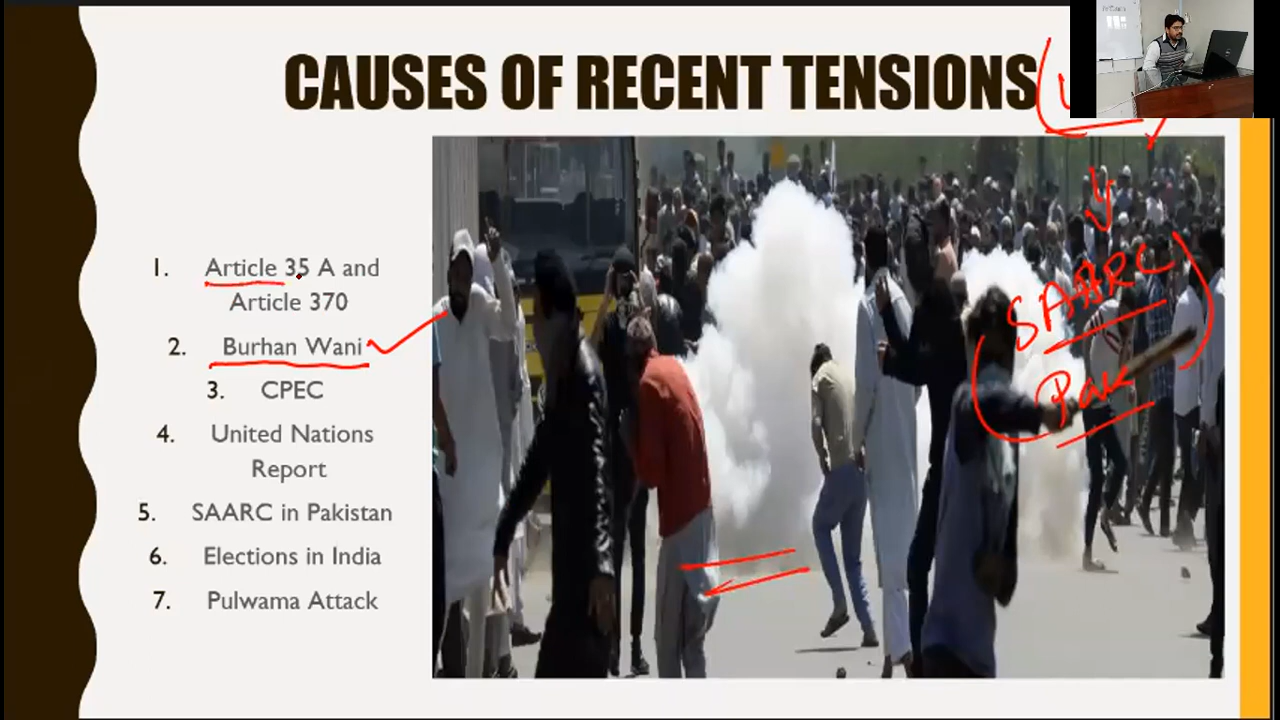 CAUSES OF RECENT TENSIONS
1. Article 35 A and
Article 370
2. Burhan Wani
3. CPEC
4. United Nations
Report
5. SAARC in Pakistan
6. Elections in India
7. Pulwama Attack
SAARC
Pak